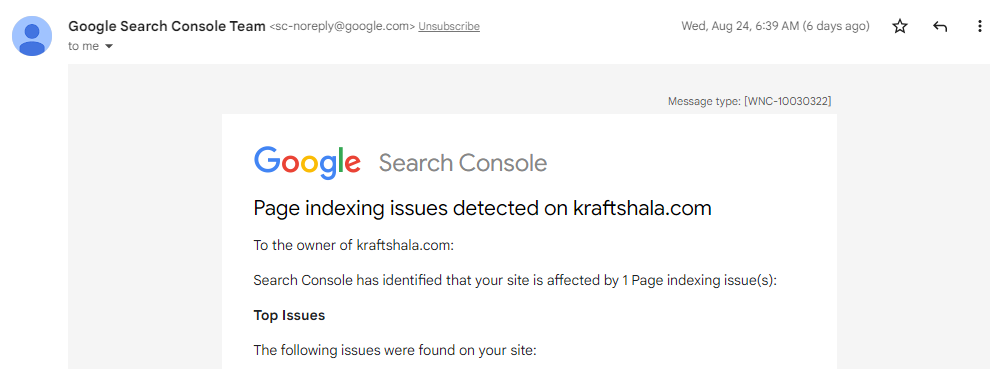 Google Search Console Team <sc-noreply@google.com> Unsubscribe Wed, Aug 24, 6:39 AM (6 days ago)
to me
Message type: [WNC-10030322]
Google Search Console
Page indexing issues detected on kraftshala.com
To the owner of kraftshala.com:
Search Console has identified that your site is affected by 1 Page indexing issue(s):
Top Issues
The following issues were found on your site: